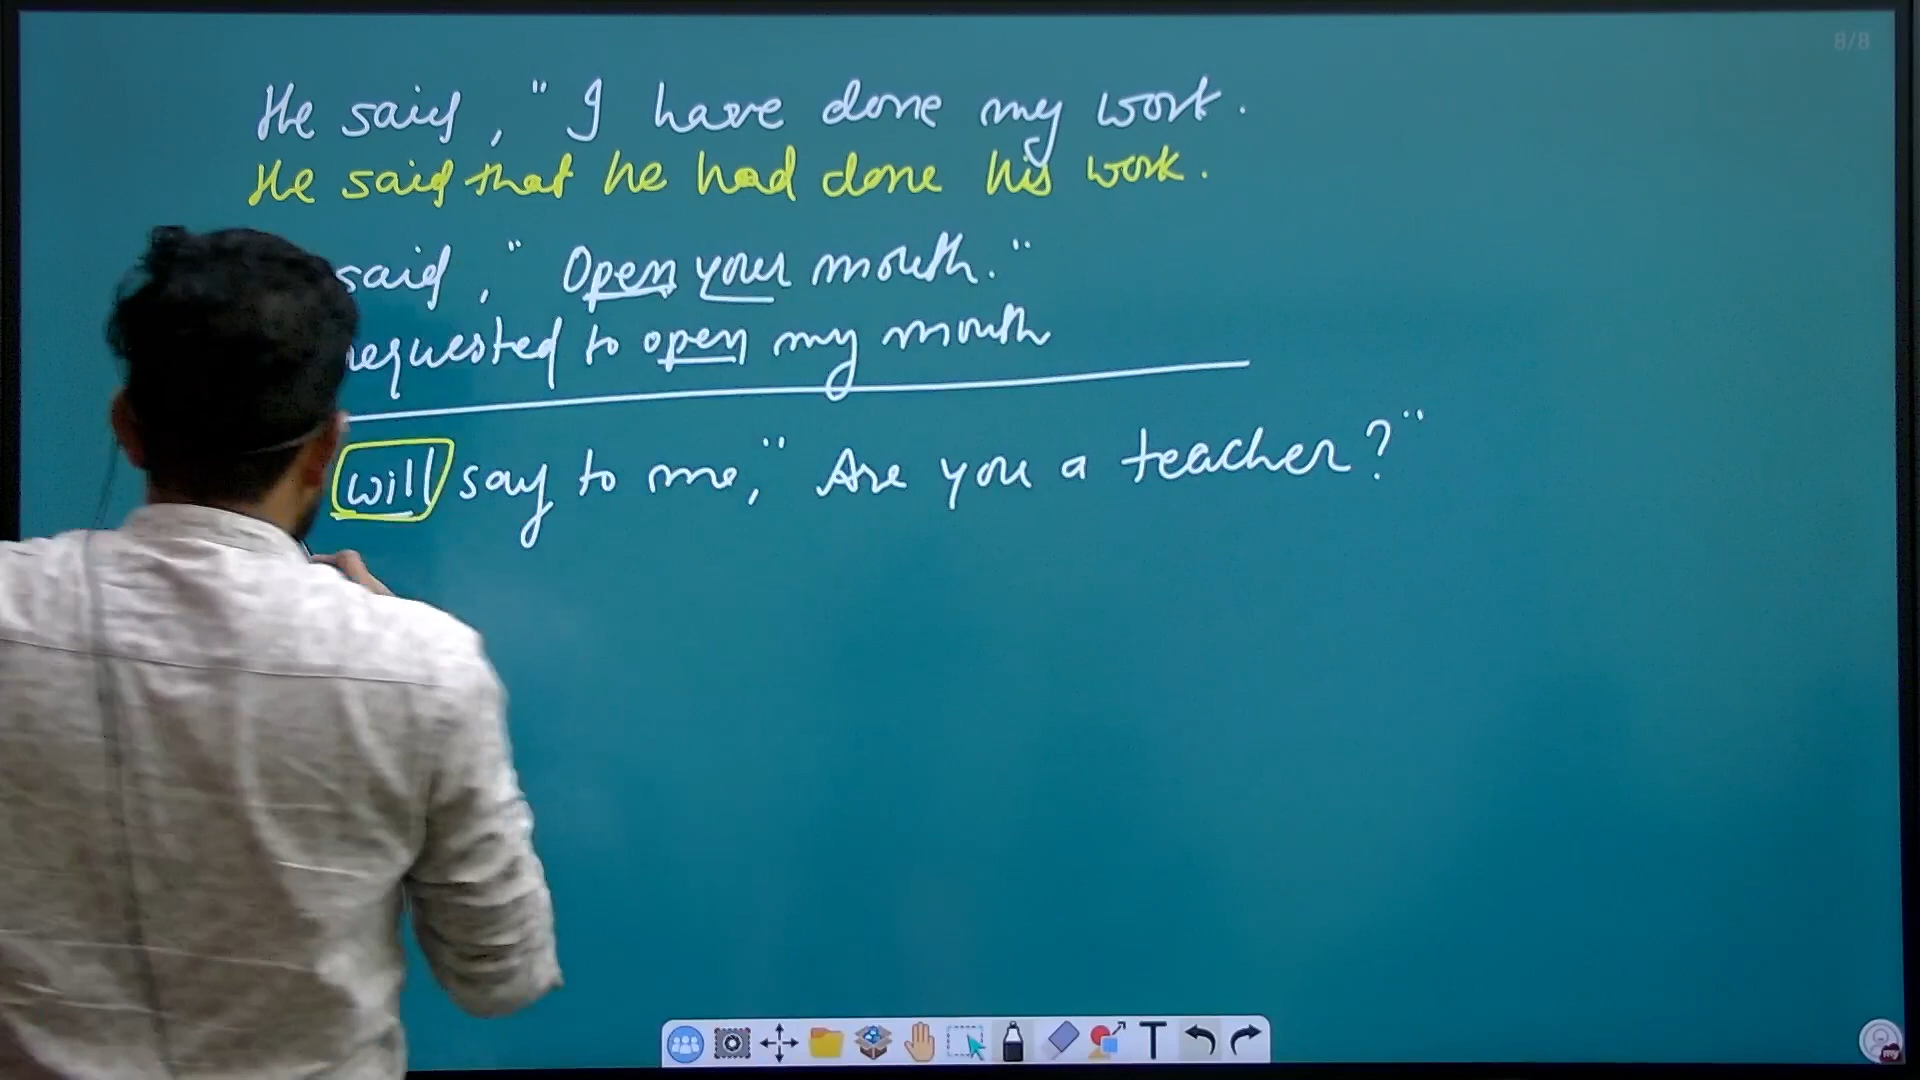 8/8
He said, " I have done my work.
He said that he had done his work.
said, " Open your mouth."
requested to open my mouth
will say to me, " Are you a teacher?"
T